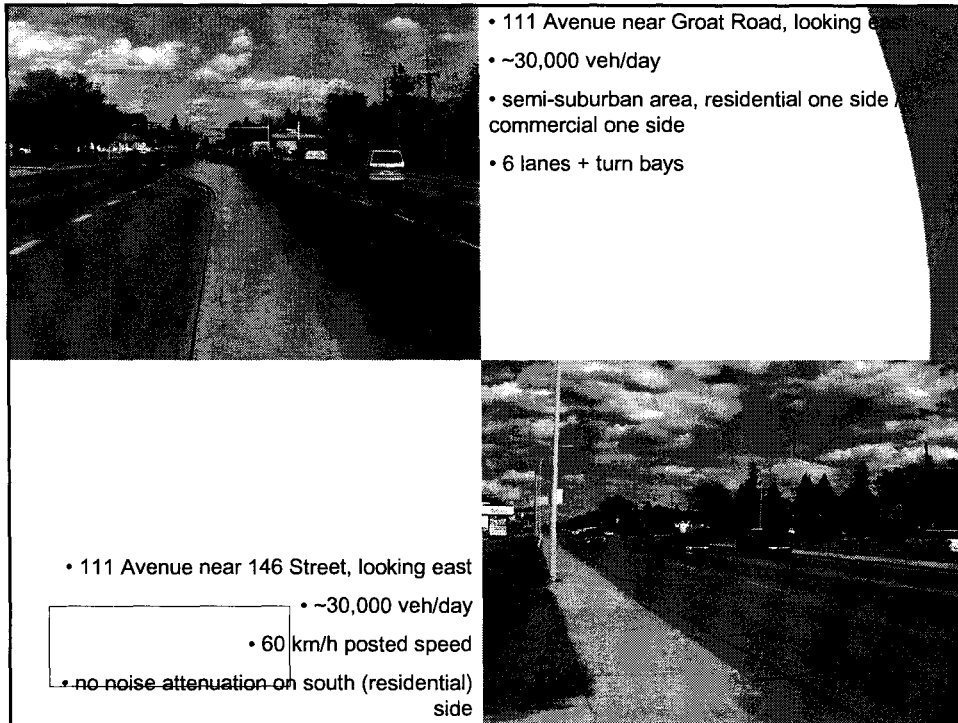 • 111 Avenue near Groat Road, looking east
• ~30,000 veh/day
• semi-suburban area, residential one side /
commercial one side
• 6 lanes + turn bays
• 111 Avenue near 146 Street, looking east
• ~30,000 veh/day
• 60 km/h posted speed
• no noise attenuation on south (residential)
side